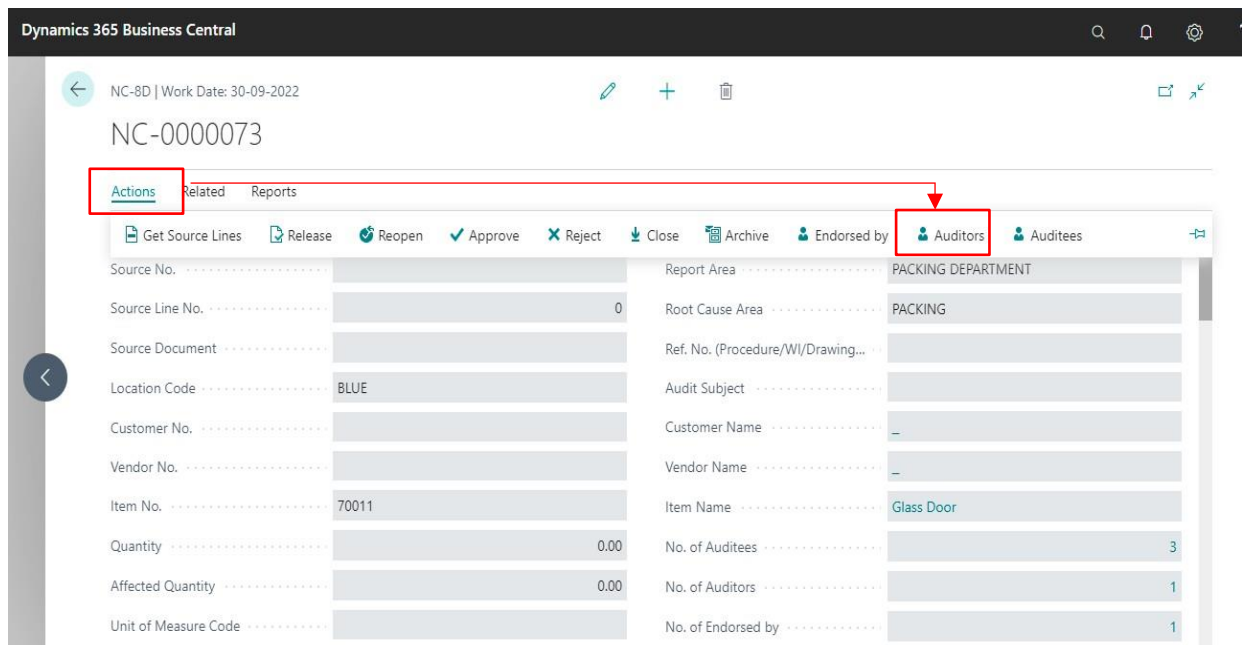 Dynamics 365 Business Central
NC-8D | Work Date: 30-09-2022
NC-0000073
Actions Related Reports
Get Source Lines Release Reopen Approve Reject Close Archive Endorsed by Auditors Auditees
Source No. Report Area PACKING DEPARTMENT
Source Line No. 0 Root Cause Area PACKING
Source Document Ref. No. (Procedure/WI/Drawing...
Location Code BLUE Audit Subject
Customer No. Customer Name _
Vendor No. Vendor Name _
Item No. 70011 Item Name Glass Door
Quantity 0.00 No. of Auditees 3
Affected Quantity 0.00 No. of Auditors 1
Unit of Measure Code No. of Endorsed by 1